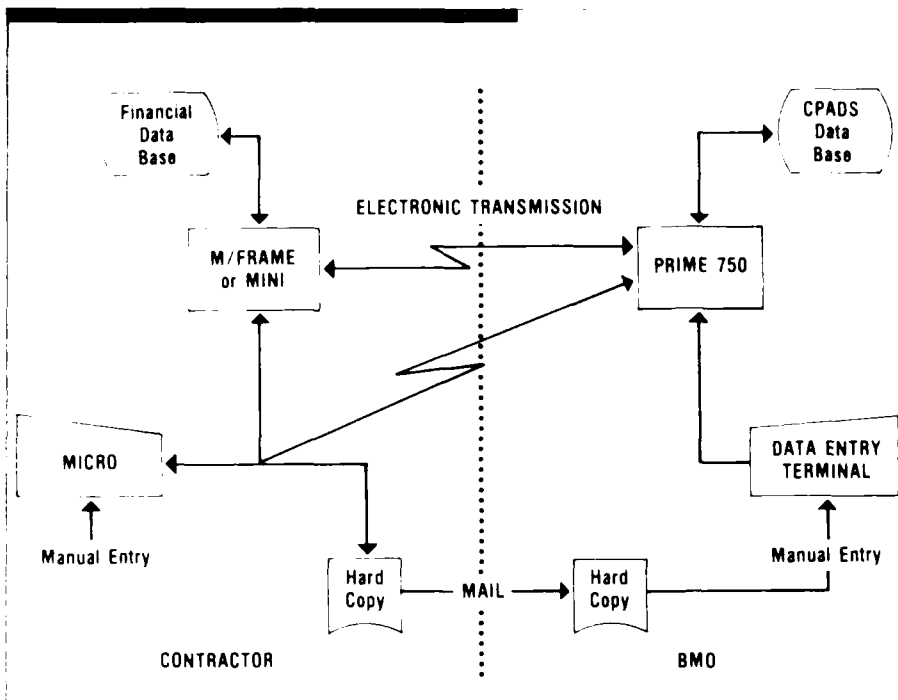 Financial
Data
Base
CPADS
Data
Base
ELECTRONIC TRANSMISSION
M/FRAME
or MINI
PRIME 750
MICRO
DATA ENTRY
TERMINAL
Manual Entry
Manual Entry
Hard
Copy
MAIL
Hard
Copy
CONTRACTOR
BMO